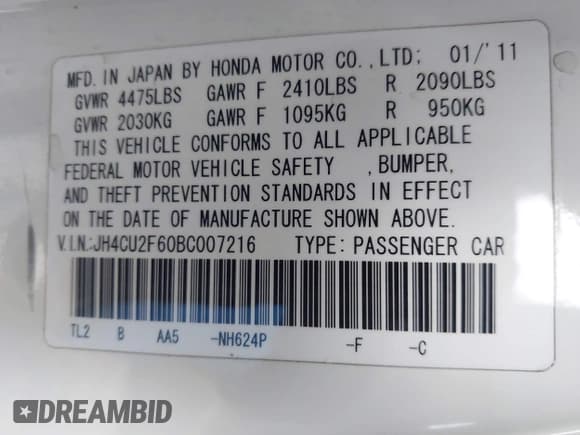 MFD. IN JAPAN BY HONDA MOTOR CO., LTD; 01/'11
GVWR 4475LBS GAWR F 2410LBS R 2090LBS
GVWR 2030KG GAWR F 1095KG R 950KG
THIS VEHICLE CONFORMS TO ALL APPLICABLE
FEDERAL MOTOR VEHICLE SAFETY , BUMPER,
AND THEFT PREVENTION STANDARDS IN EFFECT
ON THE DATE OF MANUFACTURE SHOWN ABOVE.
V.I.N.:JH4CU2F60BC007216 TYPE: PASSENGER CAR
TL2 B AA5 -NH624P -F -C
DREAMBID